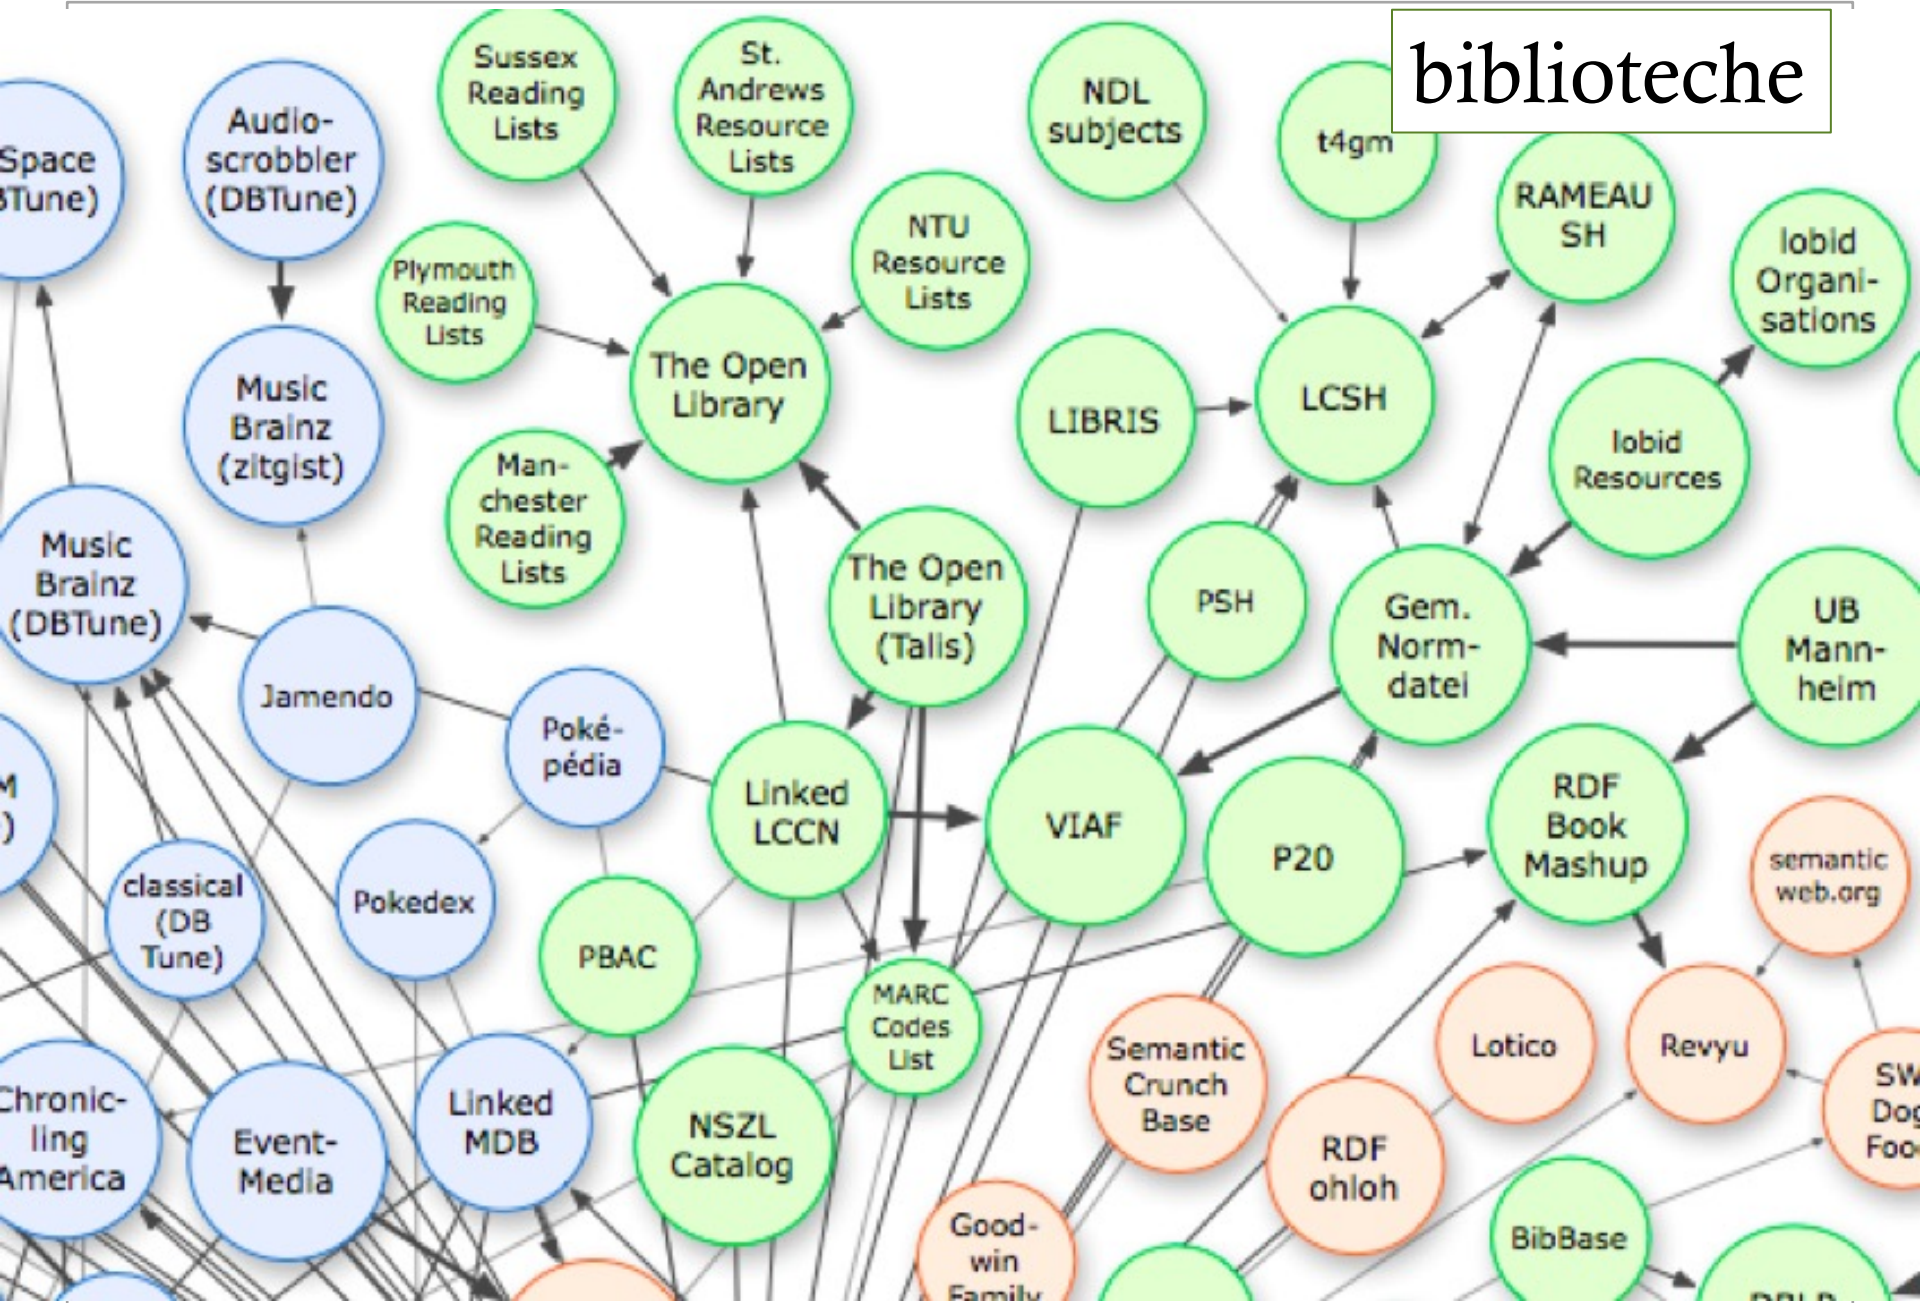 biblioteche
Sussex
Reading
Lists
St.
Andrews
Resource
Lists
NDL
subjects
t4gm
RAMEAU
SH
Space
BTune)
Audio-
scrobbler
(DBTune)
Plymouth
Reading
Lists
NTU
Resource
Lists
lobid
Organi-
sations
The Open
Library
Music
Brainz
(zitgist)
LIBRIS
LCSH
lobid
Resources
Man-
chester
Reading
Lists
Music
Brainz
(DBTune)
The Open
Library
(Talis)
PSH
Gem.
Norm-
datei
UB
Mann-
heim
Jamendo
Poké-
pédia
Linked
LCCN
VIAF
P20
RDF
Book
Mashup
semantic
web.org
M
)
classical
(DB
Tune)
Pokedex
PBAC
MARC
Codes
List
Semantic
Crunch
Base
Lotico
Revyu
Chronic-
ling
America
Event-
Media
Linked
MDB
NSZL
Catalog
RDF
ohloh
SW
Dog
Foo
Good-
win
Family
BibBase
DBLP